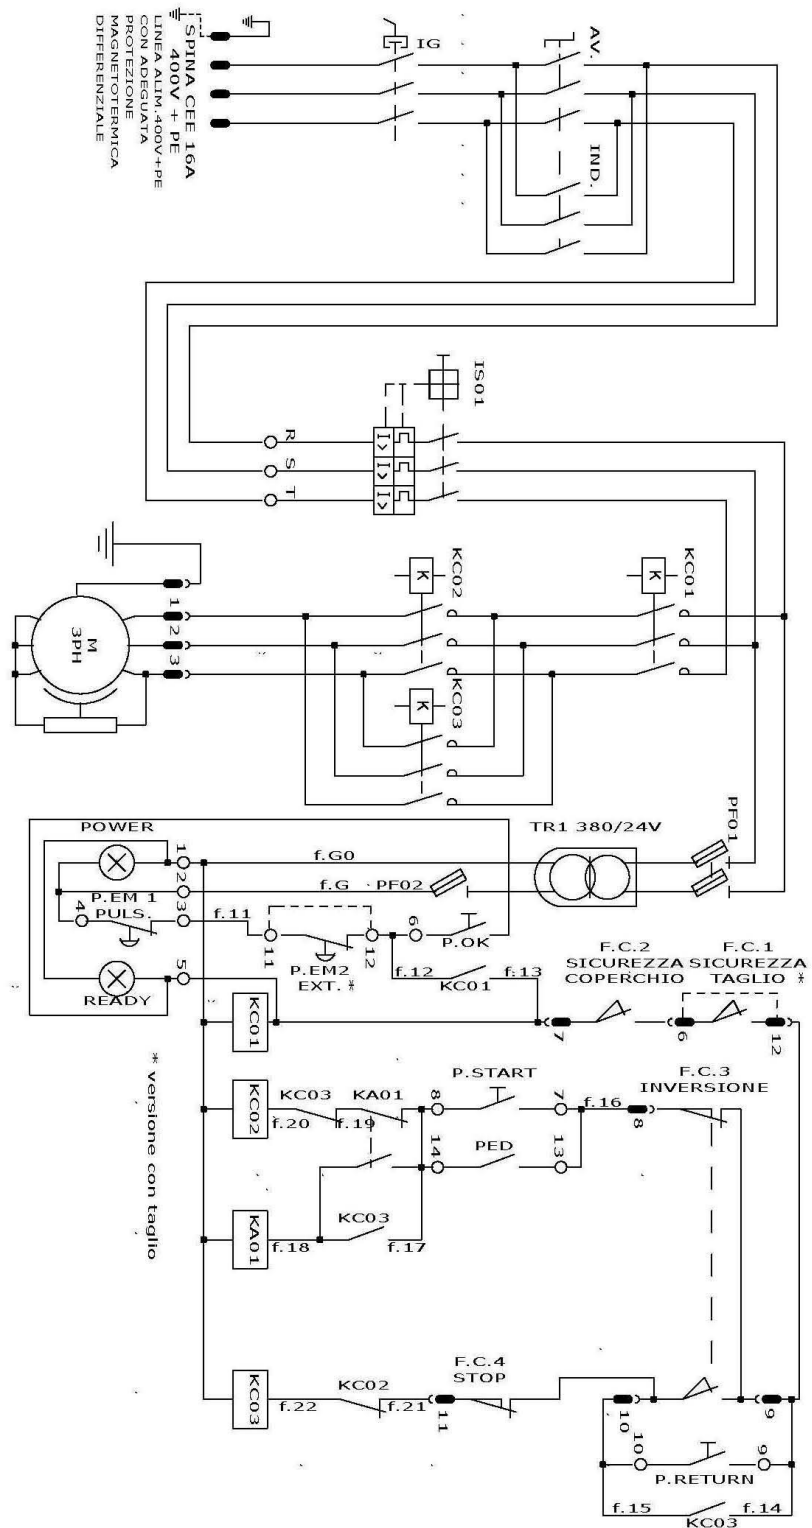 SPINA CEE 16A
400V + PE
LINEA ALIM.400V+PE
CON ADEGUATA
PROTEZIONE
MAGNETOTERMICA
DIFFERENZIALE
IG
AV.
IND.
IS01
R
S
T
I>
I>
I>
KC02
K
KC01
K
KC03
K
1
2
3
M
3PH
PF01
TR1 380/24V
POWER
1
f.G0
2
f.G
PF02
P.EM 1
PULS.
4
3
f.11
11
P.EM2
EXT. *
12
6
P.OK
f.12
KC01
f.13
5
READY
KC01
7
F.C.2
SICUREZZA
COPERCHIO
6
F.C.1
SICUREZZA
TAGLIO *
12
KC02
KC03
f.20
f.19
KA01
8
P.START
7
f.16
8
F.C.3
INVERSIONE
14
PED
13
KA01
f.18
KC03
f.17
* versione con taglio
KC03
f.22
KC02
f.21
11
F.C.4
STOP
10
9
10
P.RETURN
9
f.15
KC03
f.14